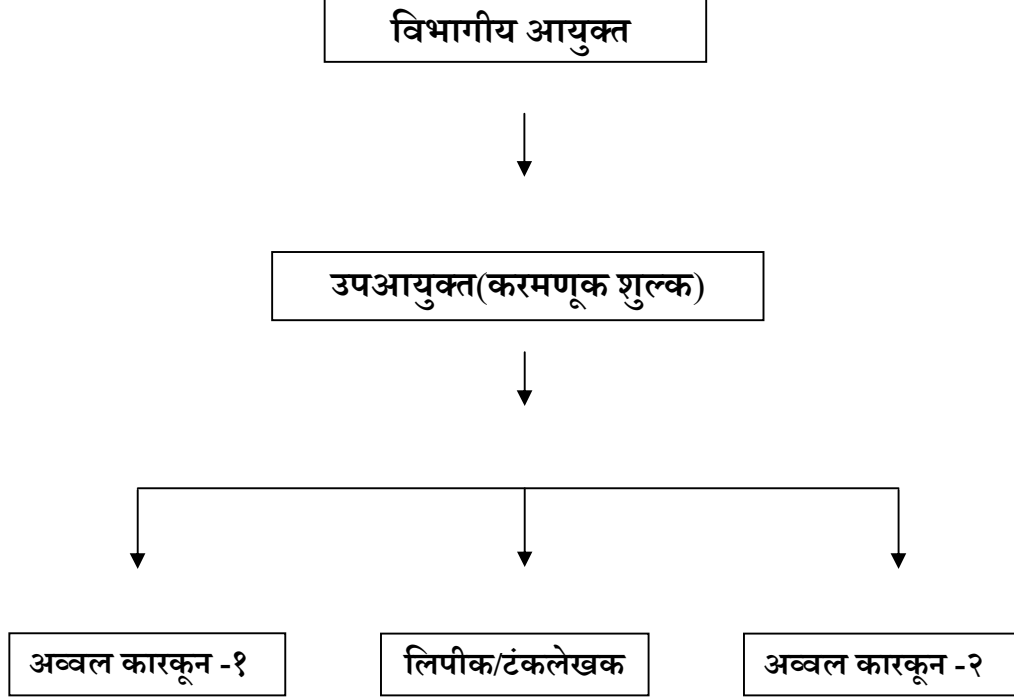 विभागीय आयुक्त
उपआयुक्त(करमणूक शुल्क)
अव्वल कारकून -१
लिपीक/टंकलेखक
अव्वल कारकून -२